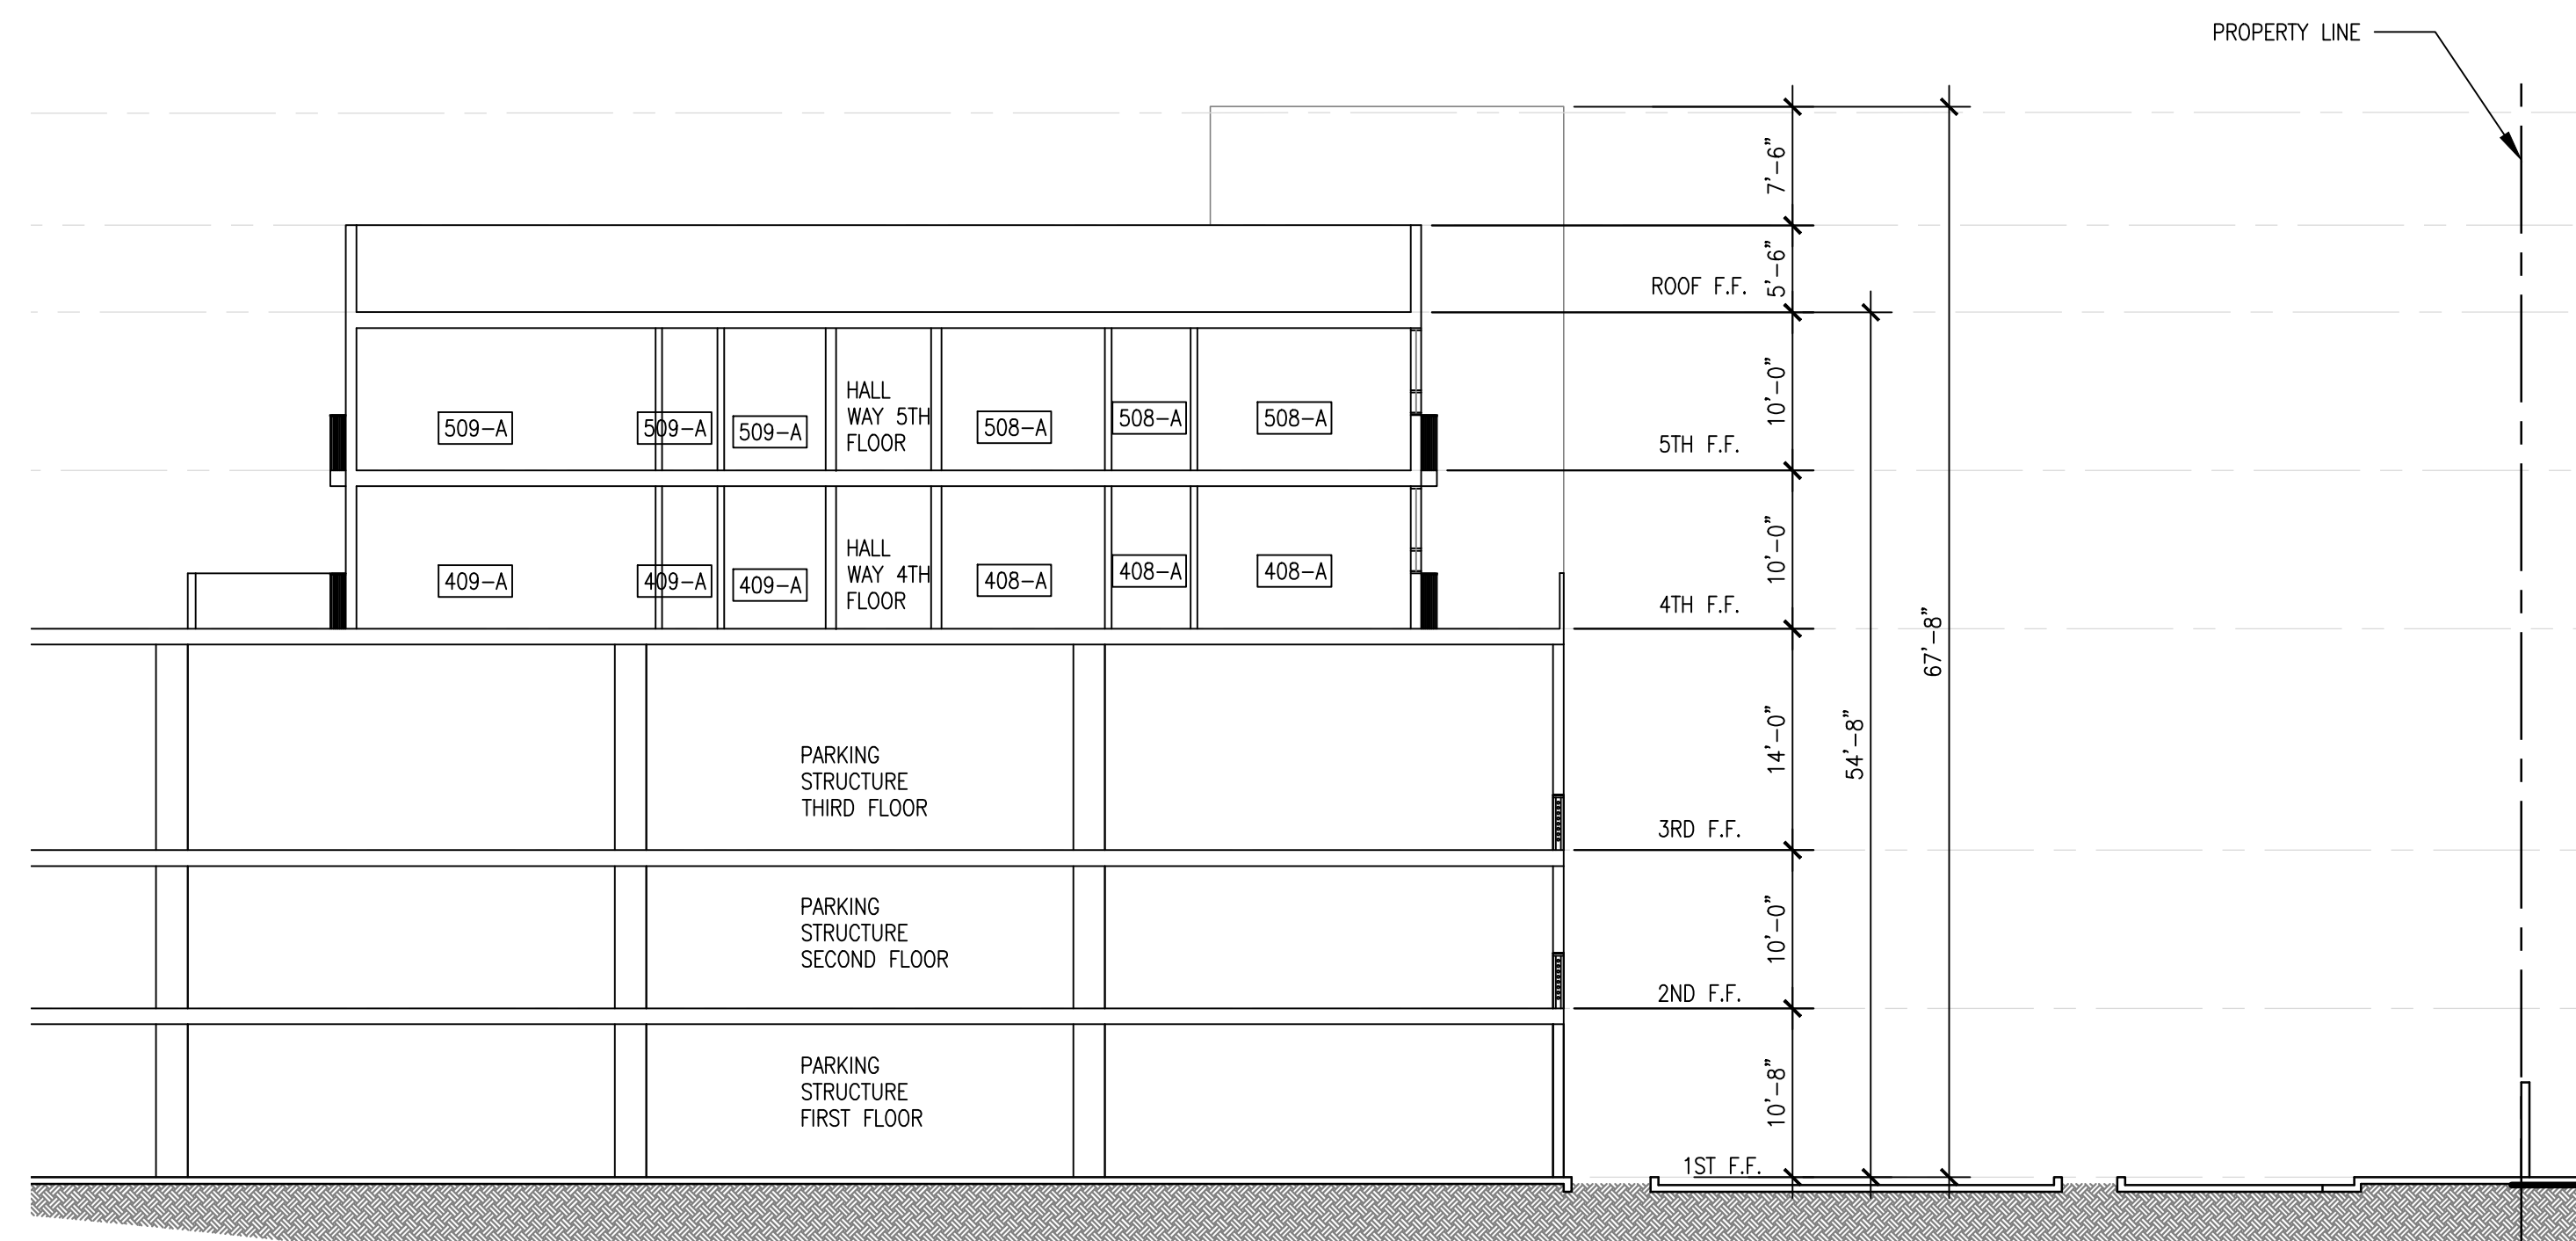 PROPERTY LINE
7'-6"
5'-6"
ROOF F.F.
10'-0"
HALL
WAY 5TH
FLOOR
509-A
509-A
509-A
508-A
508-A
508-A
5TH F.F.
10'-0"
HALL
WAY 4TH
FLOOR
409-A
409-A
409-A
408-A
408-A
408-A
4TH F.F.
67'-8"
14'-0"
54'-8"
PARKING
STRUCTURE
THIRD FLOOR
3RD F.F.
10'-0"
PARKING
STRUCTURE
SECOND FLOOR
2ND F.F.
10'-8"
PARKING
STRUCTURE
FIRST FLOOR
1ST F.F.